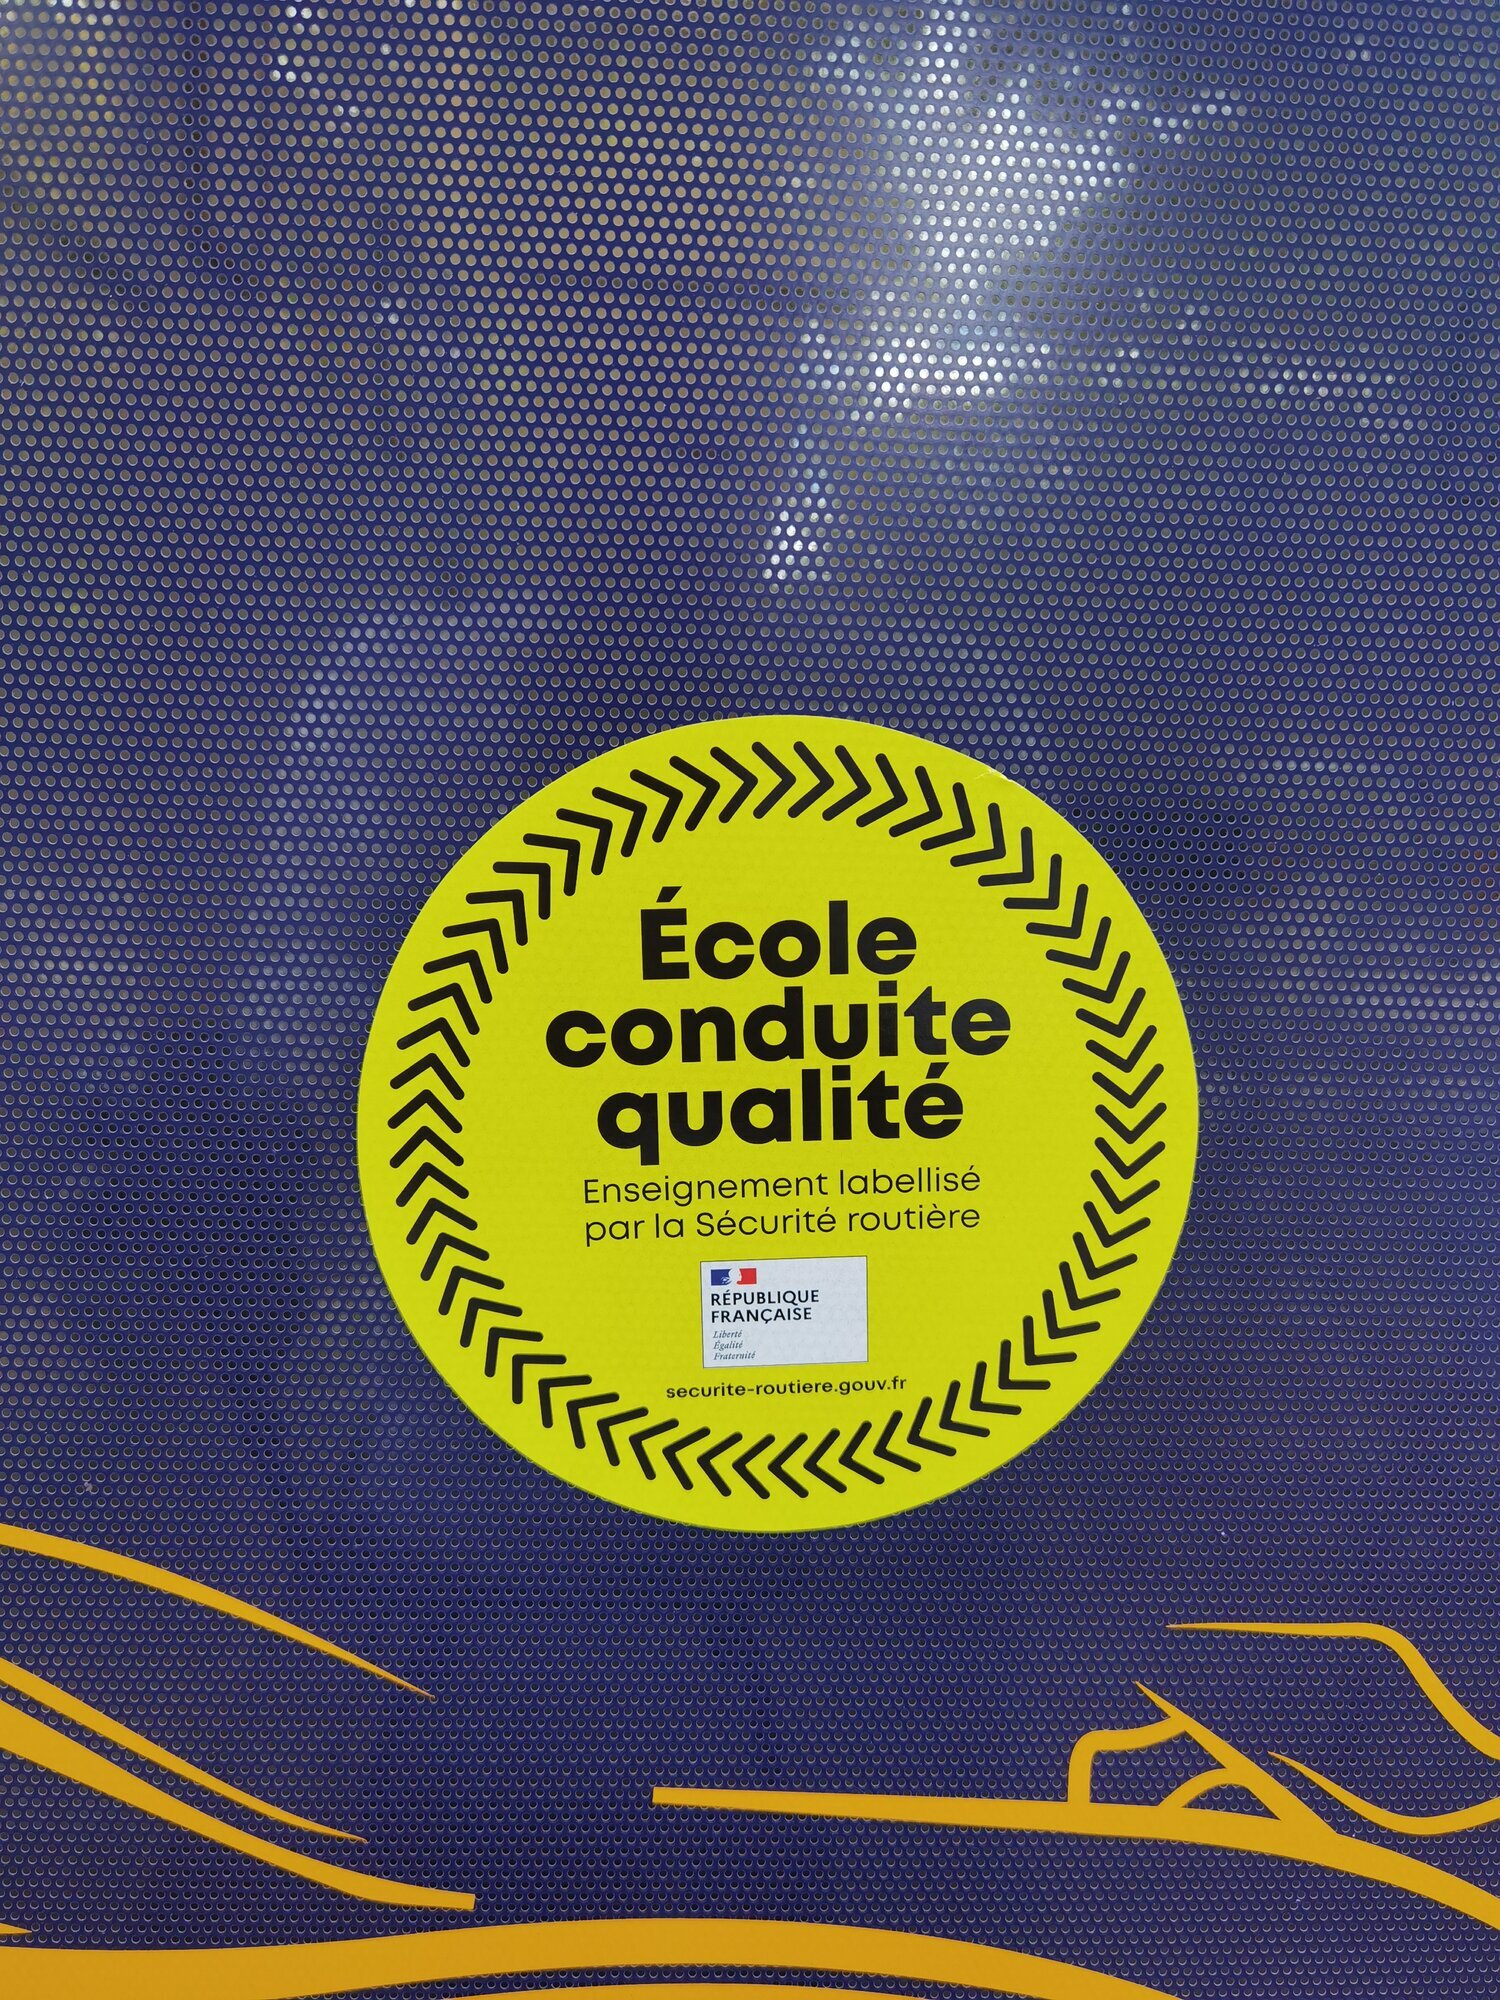 École
conduite
qualité
Enseignement labellisé
par la Sécurité routière
RÉPUBLIQUE
FRANÇAISE
Liberté
Égalité
Fraternité
securite-routiere.gouv.fr